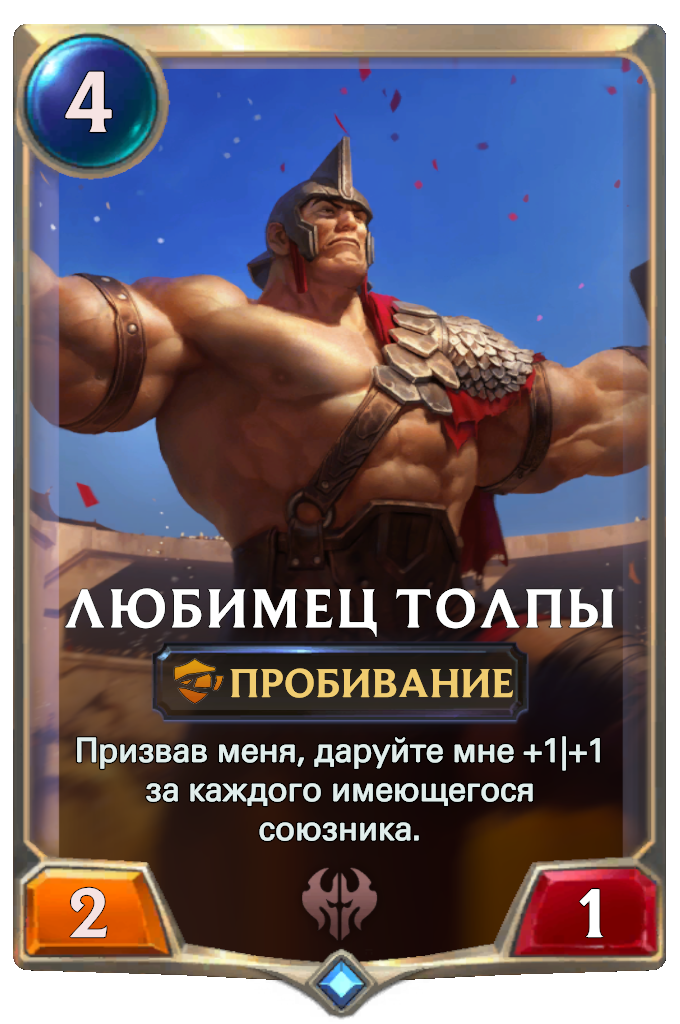 4
ЛЮБИМЕЦ ТОЛПЫ
ПРОБИВАНИЕ
Призвав меня, даруйте мне +1|+1
за каждого имеющегося
союзника.
2
1